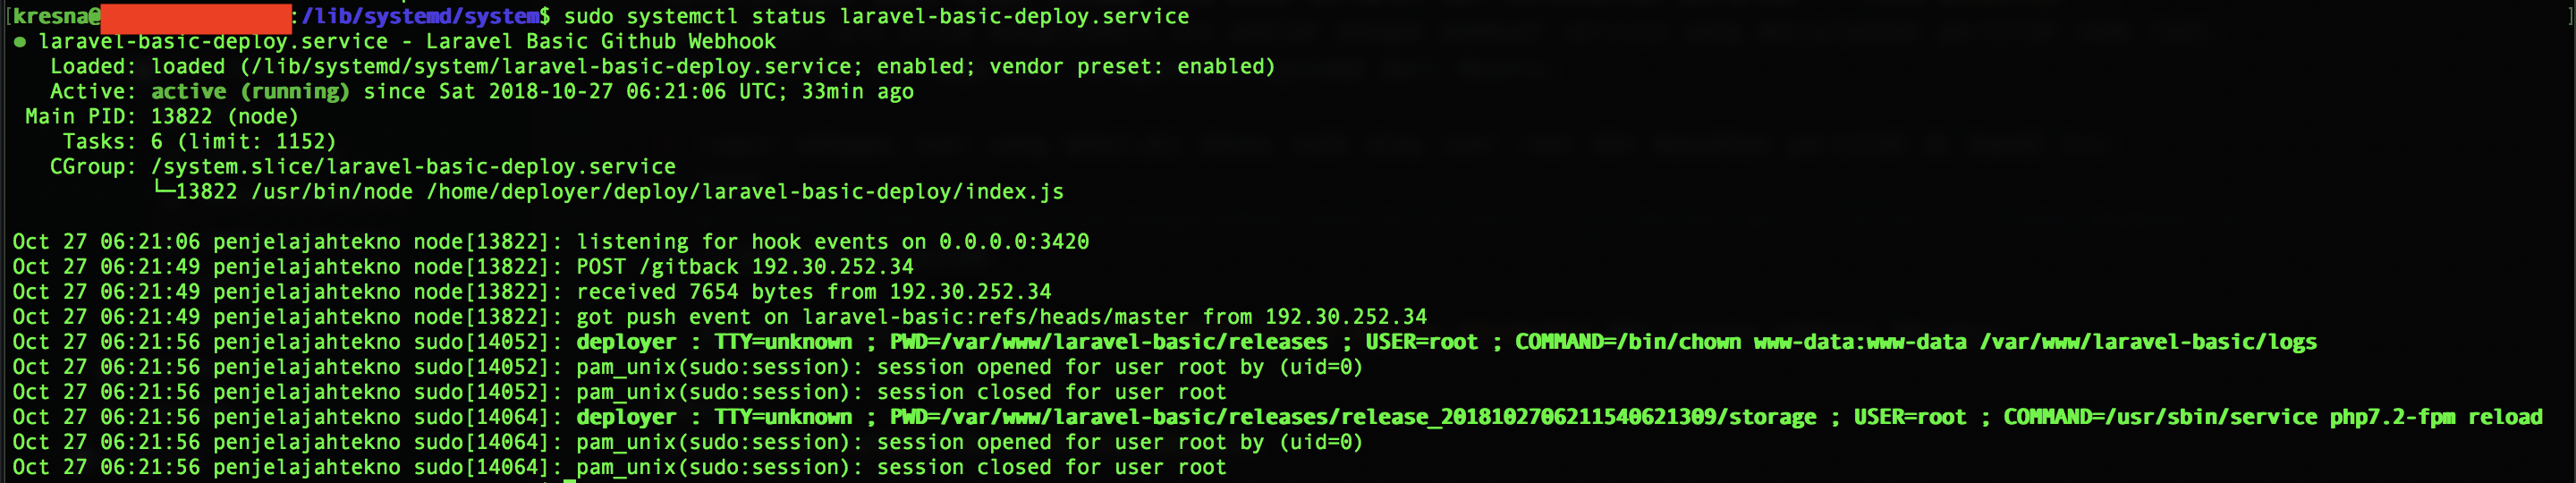 [kresna@:/lib/systemd/system$ sudo systemctl status laravel-basic-deploy.service ]
● laravel-basic-deploy.service - Laravel Basic Github Webhook
Loaded: loaded (/lib/systemd/system/laravel-basic-deploy.service; enabled; vendor preset: enabled)
Active: active (running) since Sat 2018-10-27 06:21:06 UTC; 33min ago
Main PID: 13822 (node)
Tasks: 6 (limit: 1152)
CGroup: /system.slice/laravel-basic-deploy.service
└─13822 /usr/bin/node /home/deployer/deploy/laravel-basic-deploy/index.js
Oct 27 06:21:06 penjelajahtekno node[13822]: listening for hook events on 0.0.0.0:3420
Oct 27 06:21:49 penjelajahtekno node[13822]: POST /gitback 192.30.252.34
Oct 27 06:21:49 penjelajahtekno node[13822]: received 7654 bytes from 192.30.252.34
Oct 27 06:21:49 penjelajahtekno node[13822]: got push event on laravel-basic:refs/heads/master from 192.30.252.34
Oct 27 06:21:56 penjelajahtekno sudo[14052]: deployer : TTY=unknown ; PWD=/var/www/laravel-basic/releases ; USER=root ; COMMAND=/bin/chown www-data:www-data /var/www/laravel-basic/logs
Oct 27 06:21:56 penjelajahtekno sudo[14052]: pam_unix(sudo:session): session opened for user root by (uid=0)
Oct 27 06:21:56 penjelajahtekno sudo[14052]: pam_unix(sudo:session): session closed for user root
Oct 27 06:21:56 penjelajahtekno sudo[14064]: deployer : TTY=unknown ; PWD=/var/www/laravel-basic/releases/release_2018102706211540621309/storage ; USER=root ; COMMAND=/usr/sbin/service php7.2-fpm reload
Oct 27 06:21:56 penjelajahtekno sudo[14064]: pam_unix(sudo:session): session opened for user root by (uid=0)
Oct 27 06:21:56 penjelajahtekno sudo[14064]: pam_unix(sudo:session): session closed for user root